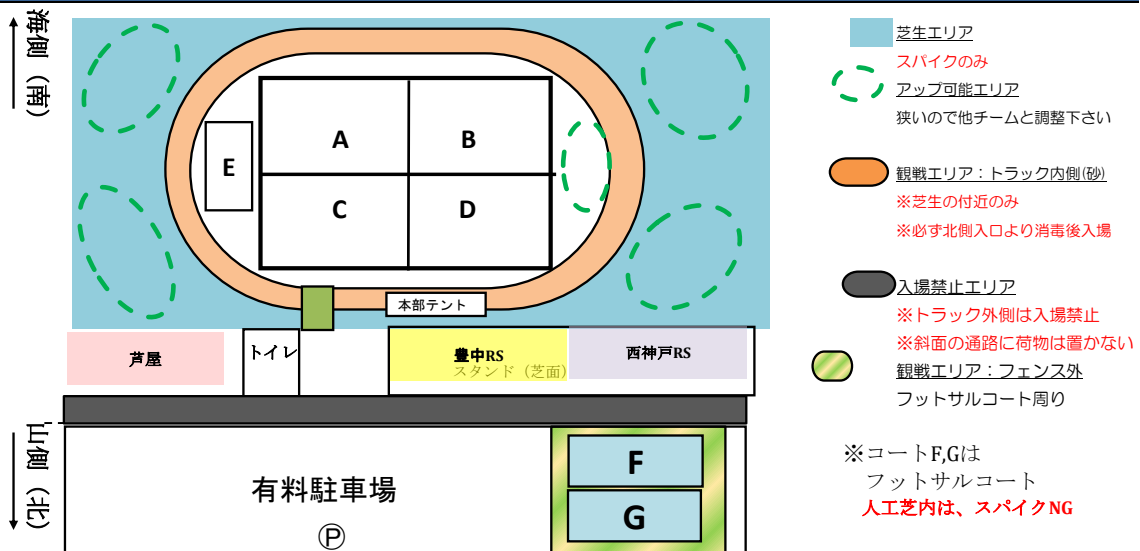 海側（南）
A
B
E
C
D
本部テント
芦屋
トイレ
豊中RS
スタンド（芝面）
西神戸RS
山側（北）
有料駐車場
Ⓟ
F
G
芝生エリア
スパイクのみ
アップ可能エリア
狭いので他チームと調整下さい
観戦エリア：トラック内側(砂)
※芝生の付近のみ
※必ず北側入口より消毒後入場
入場禁止エリア
※トラック外側は入場禁止
※斜面の通路に荷物は置かない
観戦エリア：フェンス外
フットサルコート周り
※コートF,Gは
フットサルコート
人工芝内は、スパイクNG